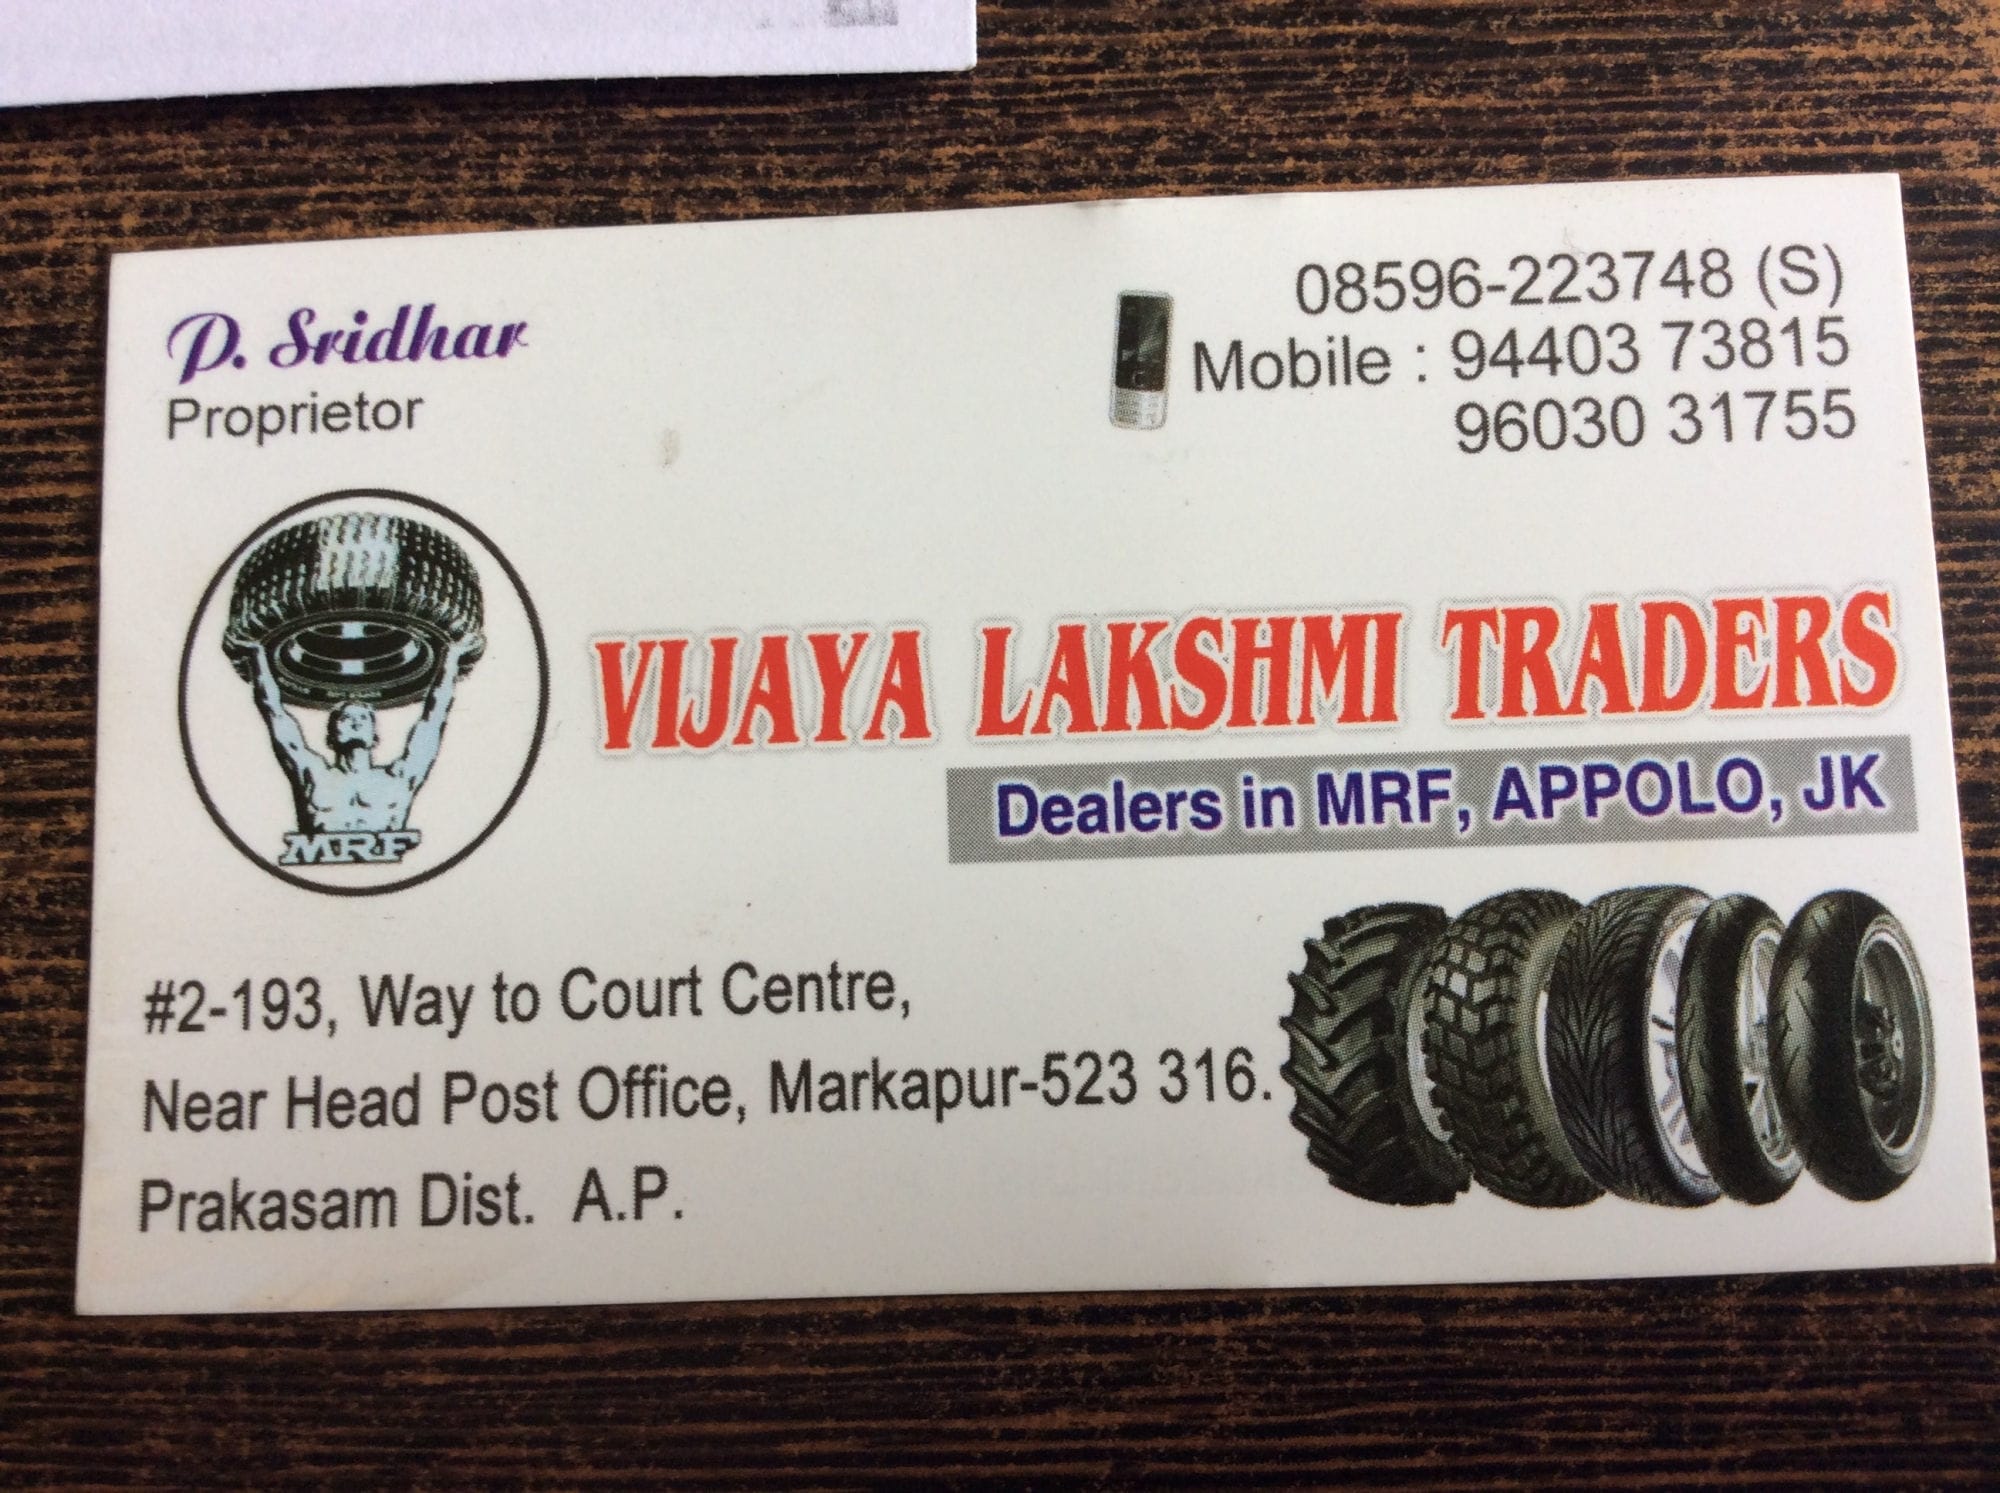 P. Sridhar
Proprietor
08596-223748 (S)
Mobile : 94403 73815
96030 31755
MRF
VIJAYA LAKSHMI TRADERS
Dealers in MRF, APPOLO, JK
#2-193, Way to Court Centre,
Near Head Post Office, Markapur-523 316.
Prakasam Dist. A.P.